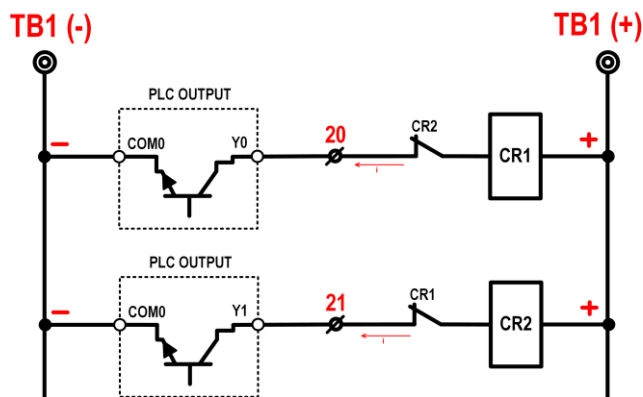 TB1 (-)
TB1 (+)
PLC OUTPUT
–
COM0
Y0
20
CR2
i
CR1
+
PLC OUTPUT
–
COM0
Y1
21
CR1
i
CR2
+